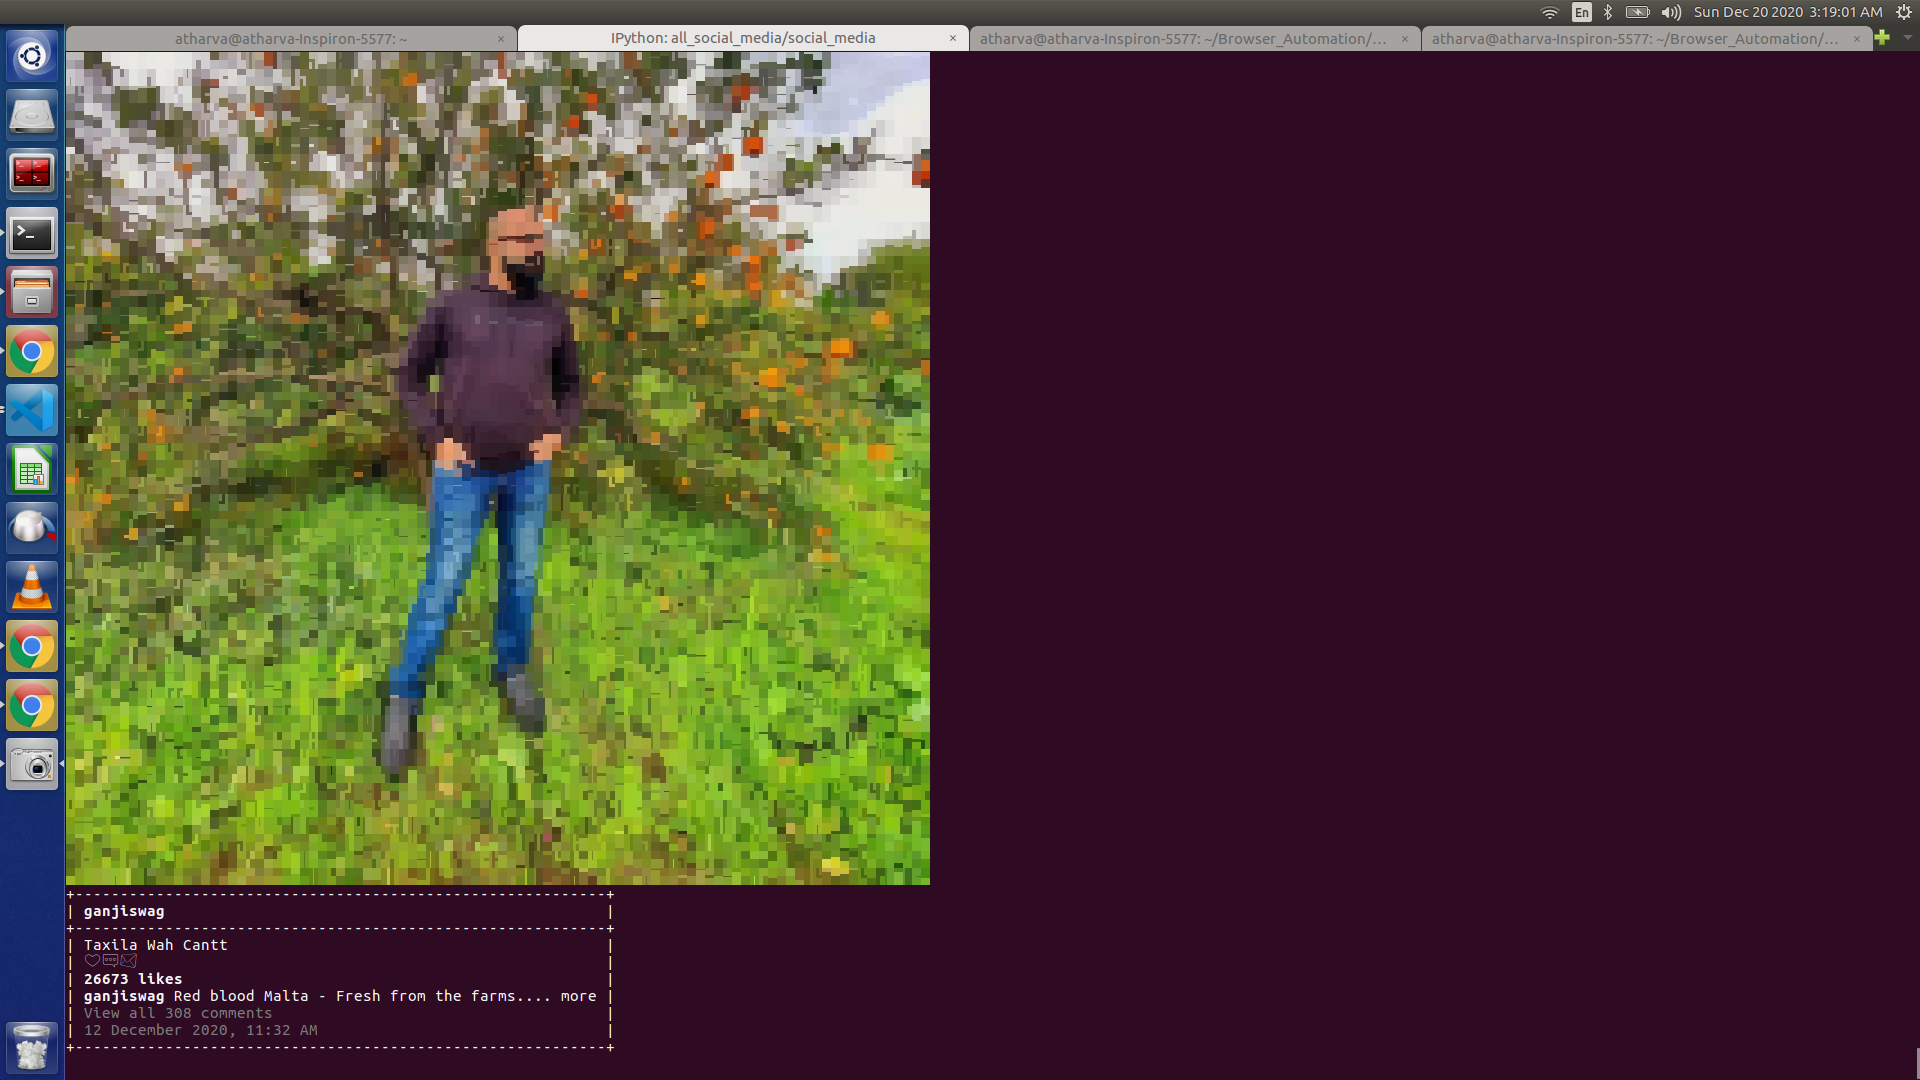 En
Sun Dec 20 2020 3:19:01 AM
atharva@atharva-Inspiron-5577: ~ ×
IPython: all_social_media/social_media ×
atharva@atharva-Inspiron-5577: ~/Browser_Automation/... ×
atharva@atharva-Inspiron-5577: ~/Browser_Automation/... ×
+-----------------------------------------------------------+
| ganjiswag |
+-----------------------------------------------------------+
| Taxila Wah Cantt |
| ♡💬✉ |
| 26673 likes |
| ganjiswag Red blood Malta - Fresh from the farms.... more |
| View all 308 comments |
| 12 December 2020, 11:32 AM |
+-----------------------------------------------------------+